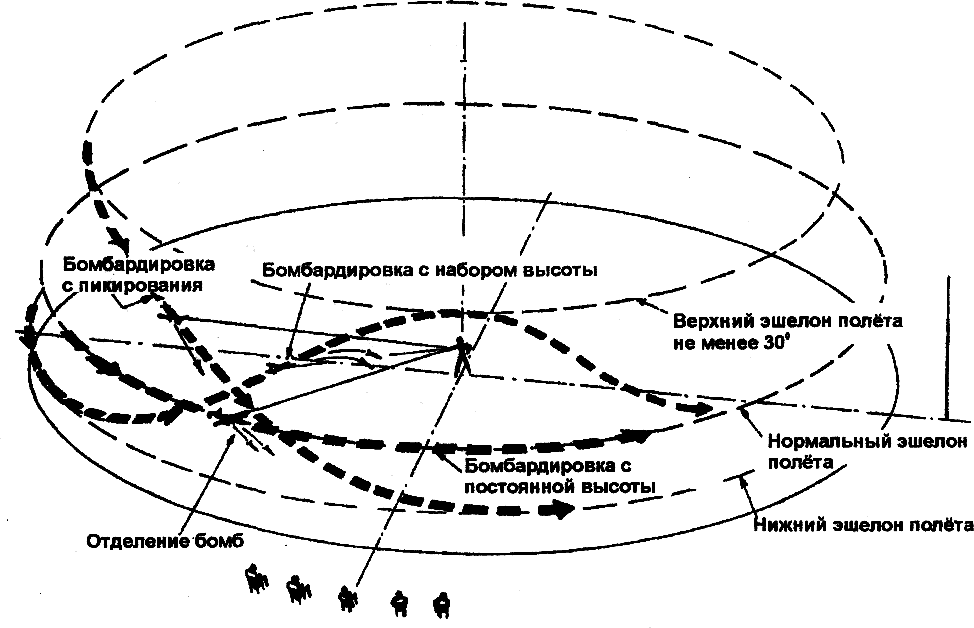 Бомбардировка
с пикирования
Бомбардировка с набором высоты
Верхний эшелон полёта
не менее 30°
Нормальный эшелон
полёта
Бомбардировка с
постоянной высоты
Нижний эшелон полёта
Отделение бомб